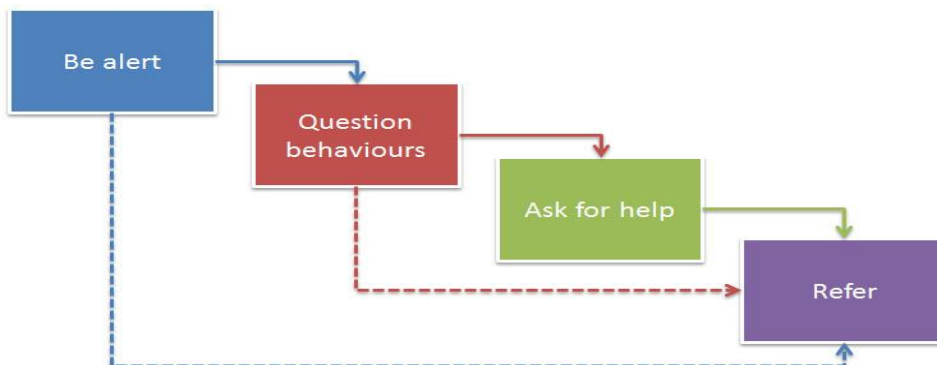 Be alert
Question
behaviours
Ask for help
Refer